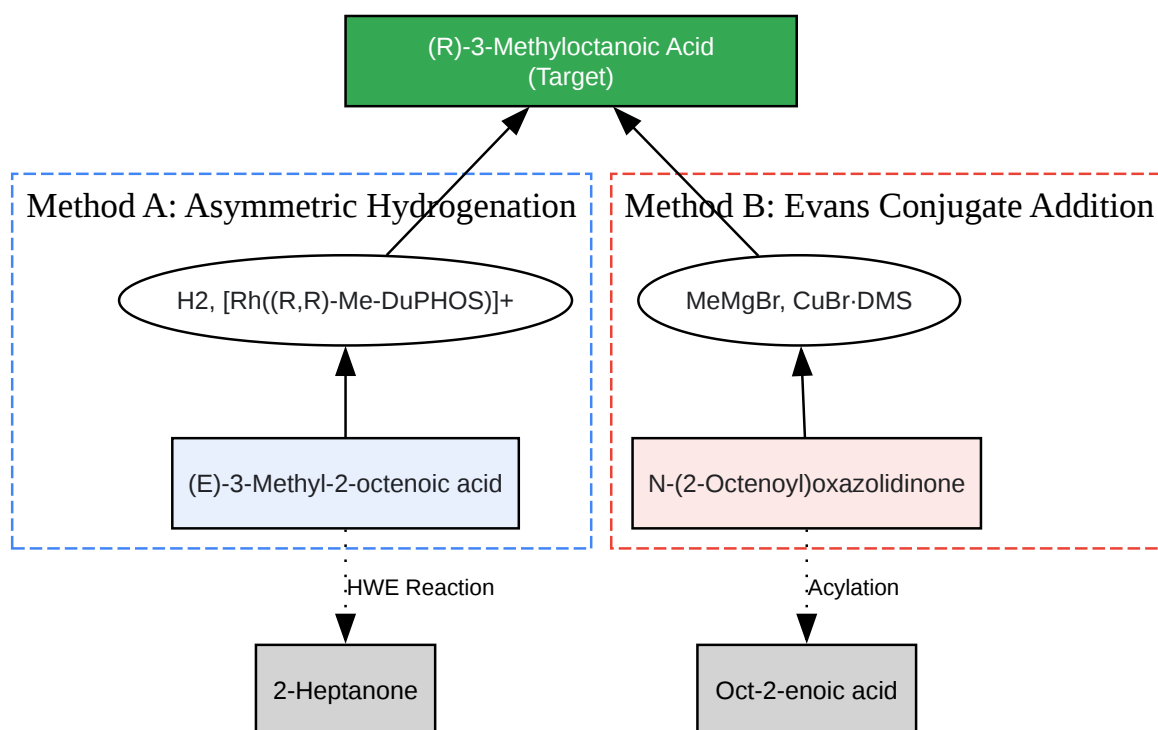 (R)-3-Methyloctanoic Acid
(Target)
Method A: Asymmetric Hydrogenation
Method B: Evans Conjugate Addition
H2, [Rh((R,R)-Me-DuPHOS)]+
MeMgBr, CuBr·DMS
(E)-3-Methyl-2-octenoic acid
N-(2-Octenoyl)oxazolidinone
HWE Reaction
Acylation
2-Heptanone
Oct-2-enoic acid